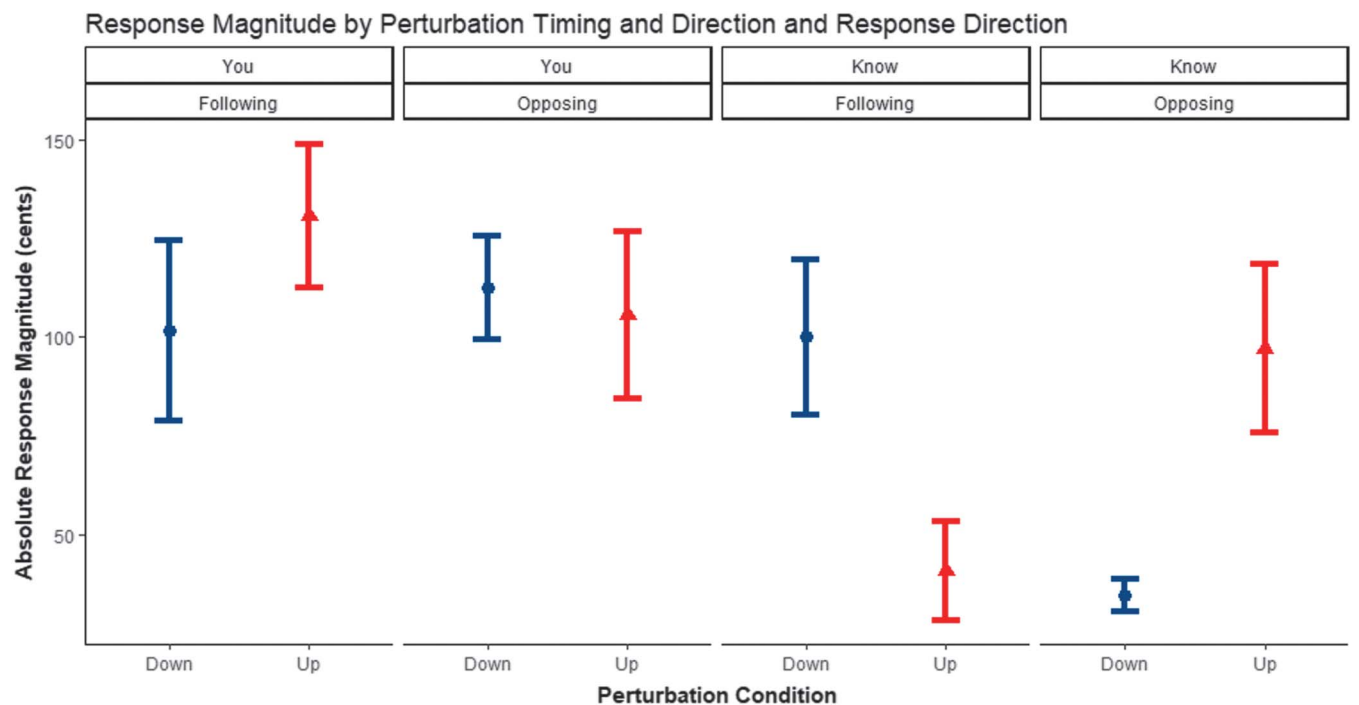 Response Magnitude by Perturbation Timing and Direction and Response Direction
You You Know Know
Following Opposing Following Opposing
Absolute Response Magnitude (cents)
150
100
50
Down Up Down Up Down Up Down Up
Perturbation Condition